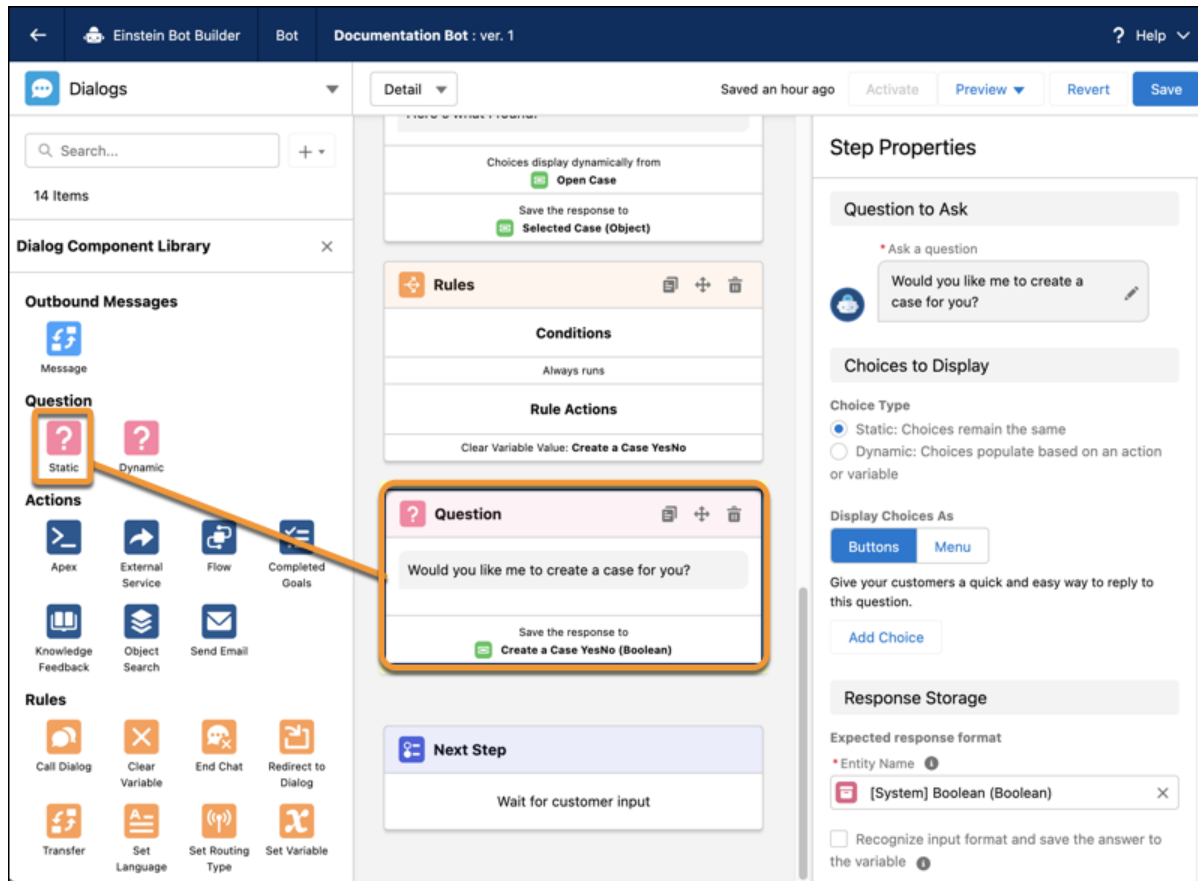 Einstein Bot Builder
Bot
Documentation Bot : ver. 1
? Help
Dialogs
Detail
Saved an hour ago
Activate
Preview
Revert
Save
Search...
+
14 Items
Dialog Component Library
Outbound Messages
Message
Question
Static
Dynamic
Actions
Apex
External
Service
Flow
Completed
Goals
Knowledge
Feedback
Object
Search
Send Email
Rules
Call Dialog
Clear
Variable
End Chat
Redirect to
Dialog
Transfer
Set
Language
Set Routing
Type
Set Variable
Here's what I found:
Choices display dynamically from
Open Case
Save the response to
Selected Case (Object)
Rules
Conditions
Always runs
Rule Actions
Clear Variable Value: Create a Case YesNo
Question
Would you like me to create a case for you?
Save the response to
Create a Case YesNo (Boolean)
Next Step
Wait for customer input
Step Properties
Question to Ask
* Ask a question
Would you like me to create a
case for you?
Choices to Display
Choice Type
Static: Choices remain the same
Dynamic: Choices populate based on an action
or variable
Display Choices As
Buttons
Menu
Give your customers a quick and easy way to reply to
this question.
Add Choice
Response Storage
Expected response format
* Entity Name
[System] Boolean (Boolean)
Recognize input format and save the answer to
the variable